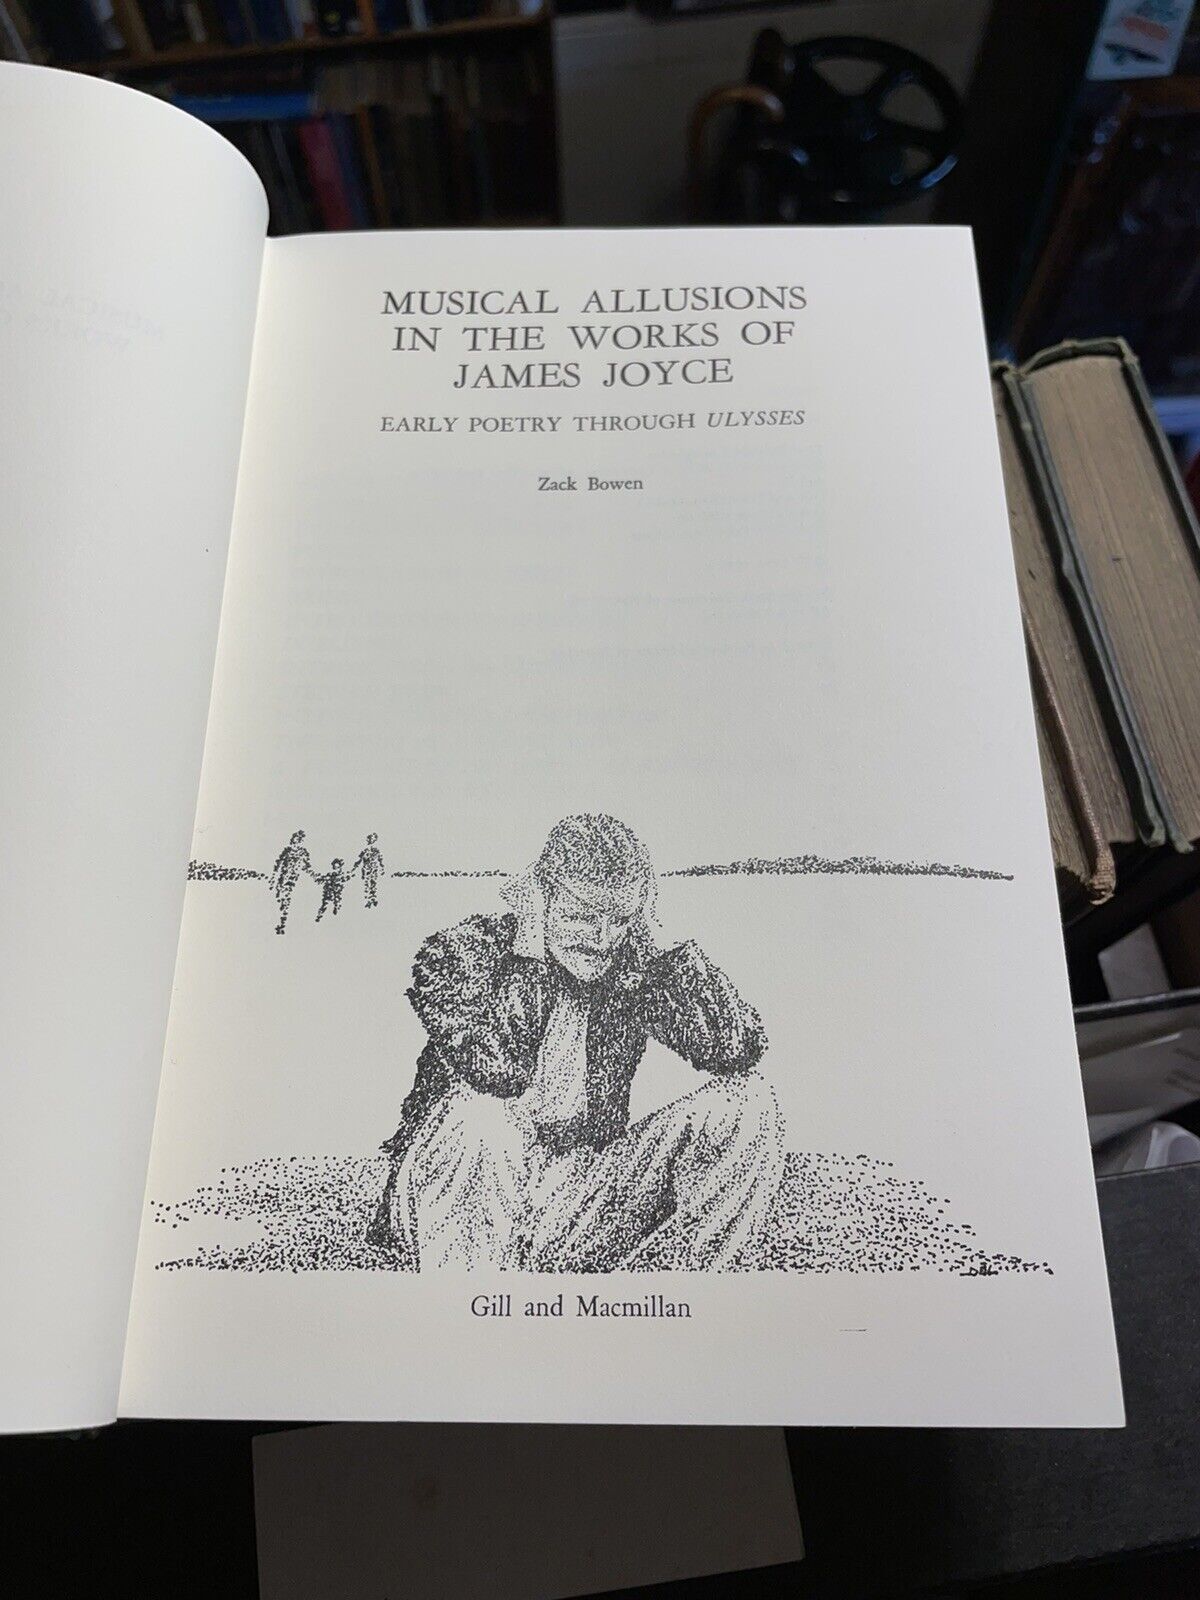 MUSICAL ALLUSIONS
IN THE WORKS OF
JAMES JOYCE
EARLY POETRY THROUGH ULYSSES
Zack Bowen
Gill and Macmillan